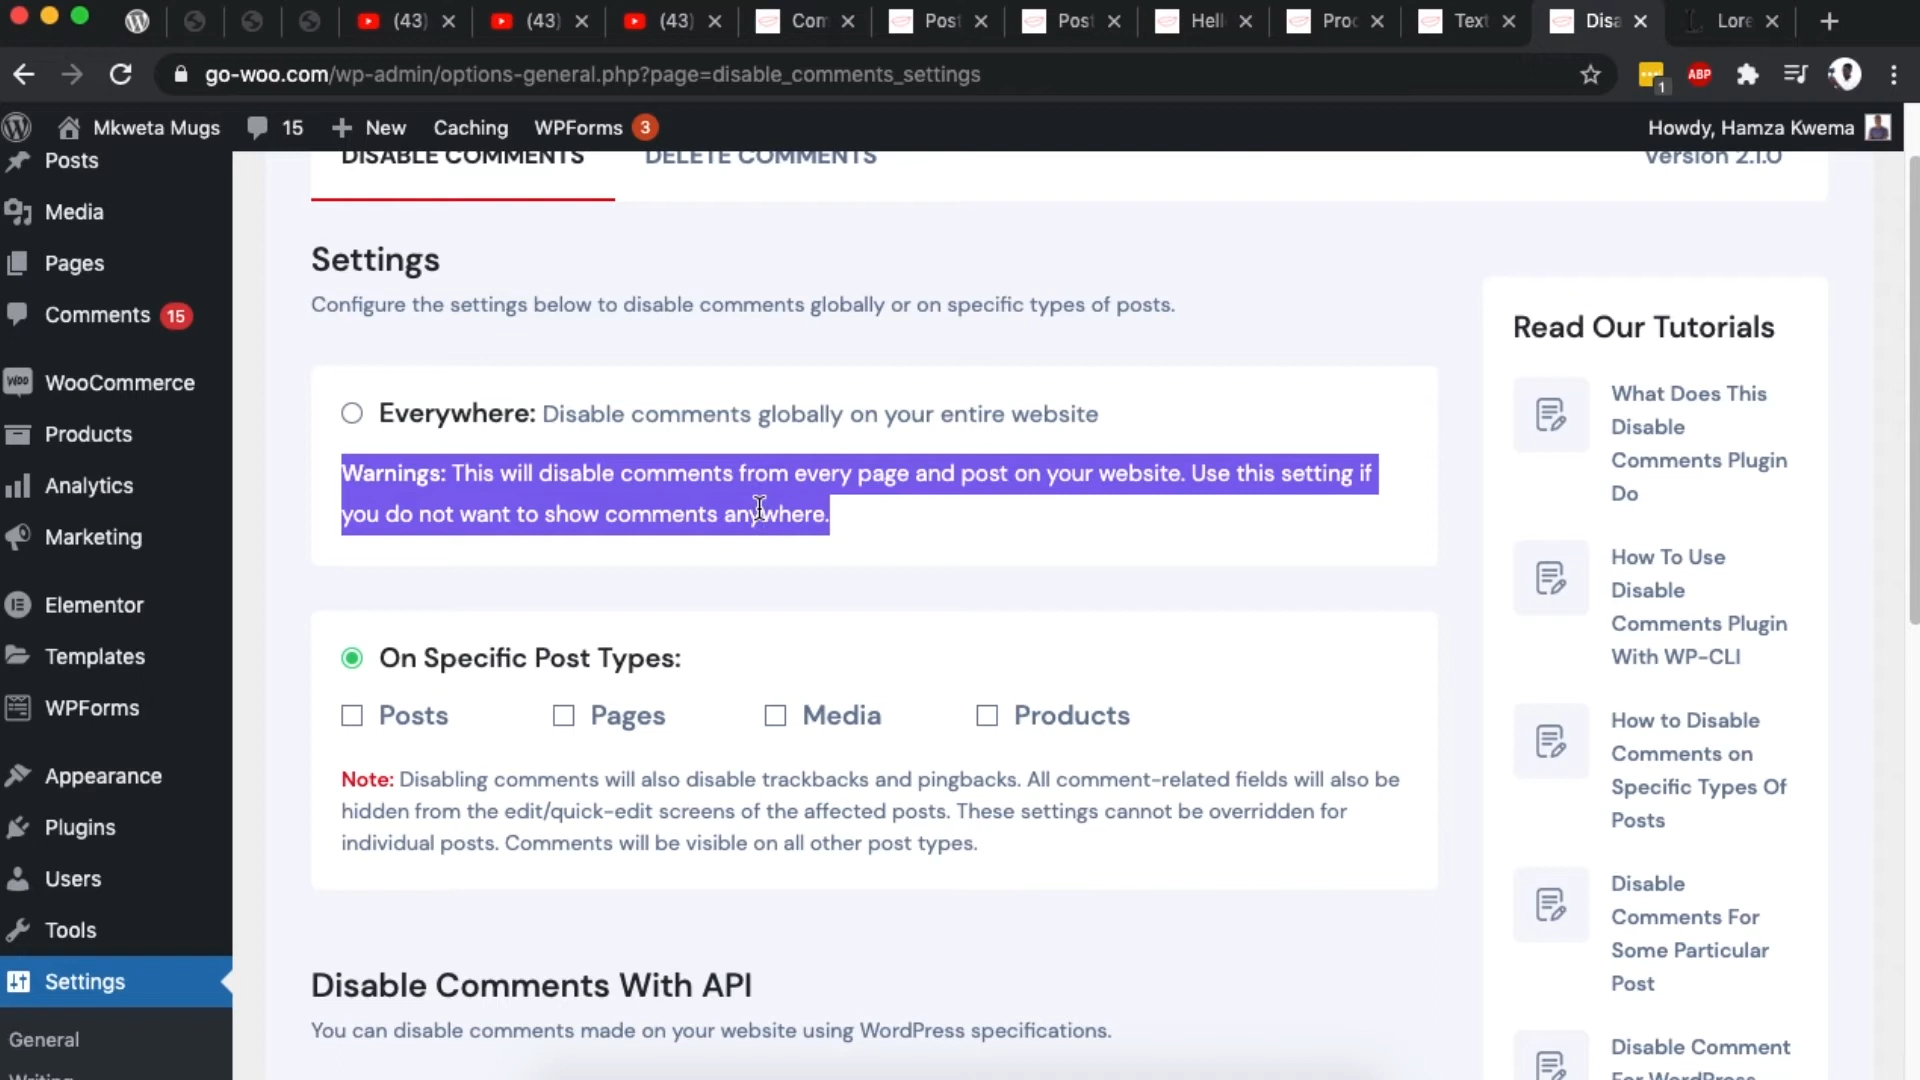 (43)
(43)
(43)
Com
Post
Post
Hell
Proc
Text
Disa
Lore
go-woo.com/wp-admin/options-general.php?page=disable_comments_settings
1
ABP
Mkweta Mugs
15
New
Caching
WPForms
3
Howdy, Hamza Kwema
Posts
Media
Pages
Comments
15
WooCommerce
Products
Analytics
Marketing
Elementor
Templates
WPForms
Appearance
Plugins
Users
Tools
Settings
General
Writing
DISABLE COMMENTS
DELETE COMMENTS
Version 2.1.0
Settings
Configure the settings below to disable comments globally or on specific types of posts.
Everywhere: Disable comments globally on your entire website
Warnings: This will disable comments from every page and post on your website. Use this setting if
you do not want to show comments anywhere.
On Specific Post Types:
Posts
Pages
Media
Products
Note: Disabling comments will also disable trackbacks and pingbacks. All comment-related fields will also be
hidden from the edit/quick-edit screens of the affected posts. These settings cannot be overridden for
individual posts. Comments will be visible on all other post types.
Disable Comments With API
You can disable comments made on your website using WordPress specifications.
Read Our Tutorials
What Does This
Disable
Comments Plugin
Do
How To Use
Disable
Comments Plugin
With WP-CLI
How to Disable
Comments on
Specific Types Of
Posts
Disable
Comments For
Some Particular
Post
Disable Comment
For WordPress